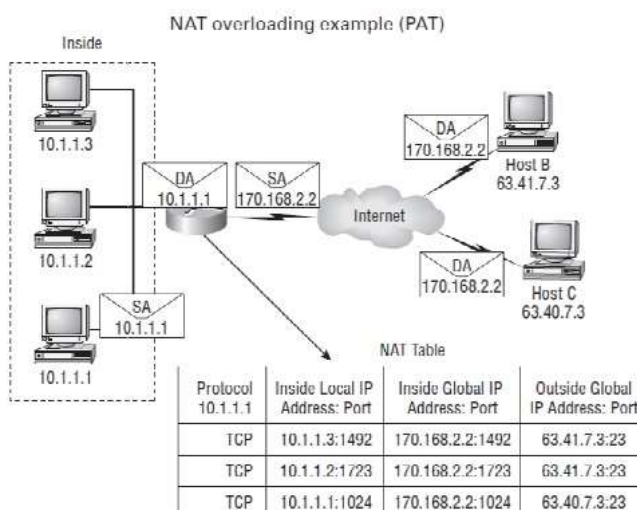 NAT overloading example (PAT)
Inside
10.1.1.3
10.1.1.2
10.1.1.1
SA
10.1.1.1
DA
10.1.1.1
SA
170.168.2.2
Internet
DA
170.168.2.2
Host B
63.41.7.3
DA
170.168.2.2
Host C
63.40.7.3
NAT Table
Protocol Inside Local IP Inside Global IP Outside Global
10.1.1.1 Address: Port Address: Port IP Address: Port
TCP 10.1.1.3:1492 170.168.2.2:1492 63.41.7.3:23
TCP 10.1.1.2:1723 170.168.2.2:1723 63.41.7.3:23
TCP 10.1.1.1:1024 170.168.2.2:1024 63.40.7.3:23